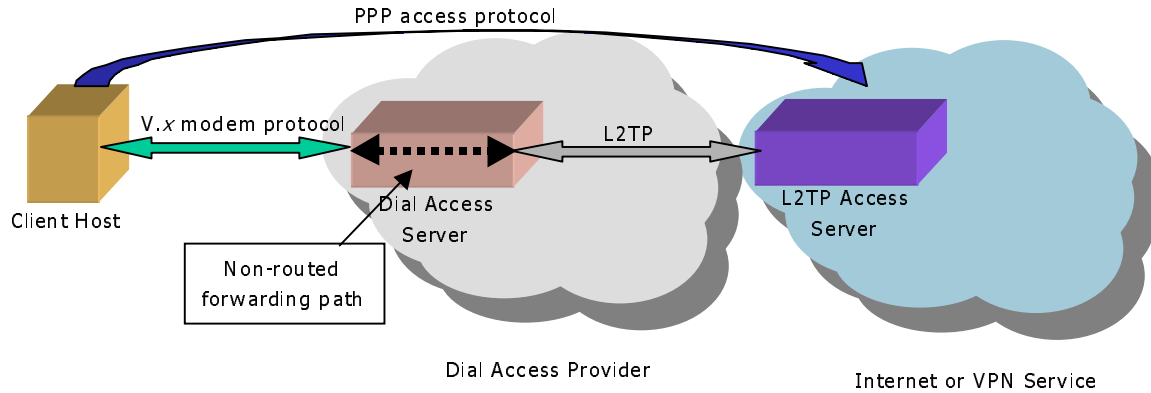 PPP access protocol
V.x modem protocol
L2TP
Client Host
Dial Access
Server
L2TP Access
Server
Non-routed
forwarding path
Dial Access Provider
Internet or VPN Service